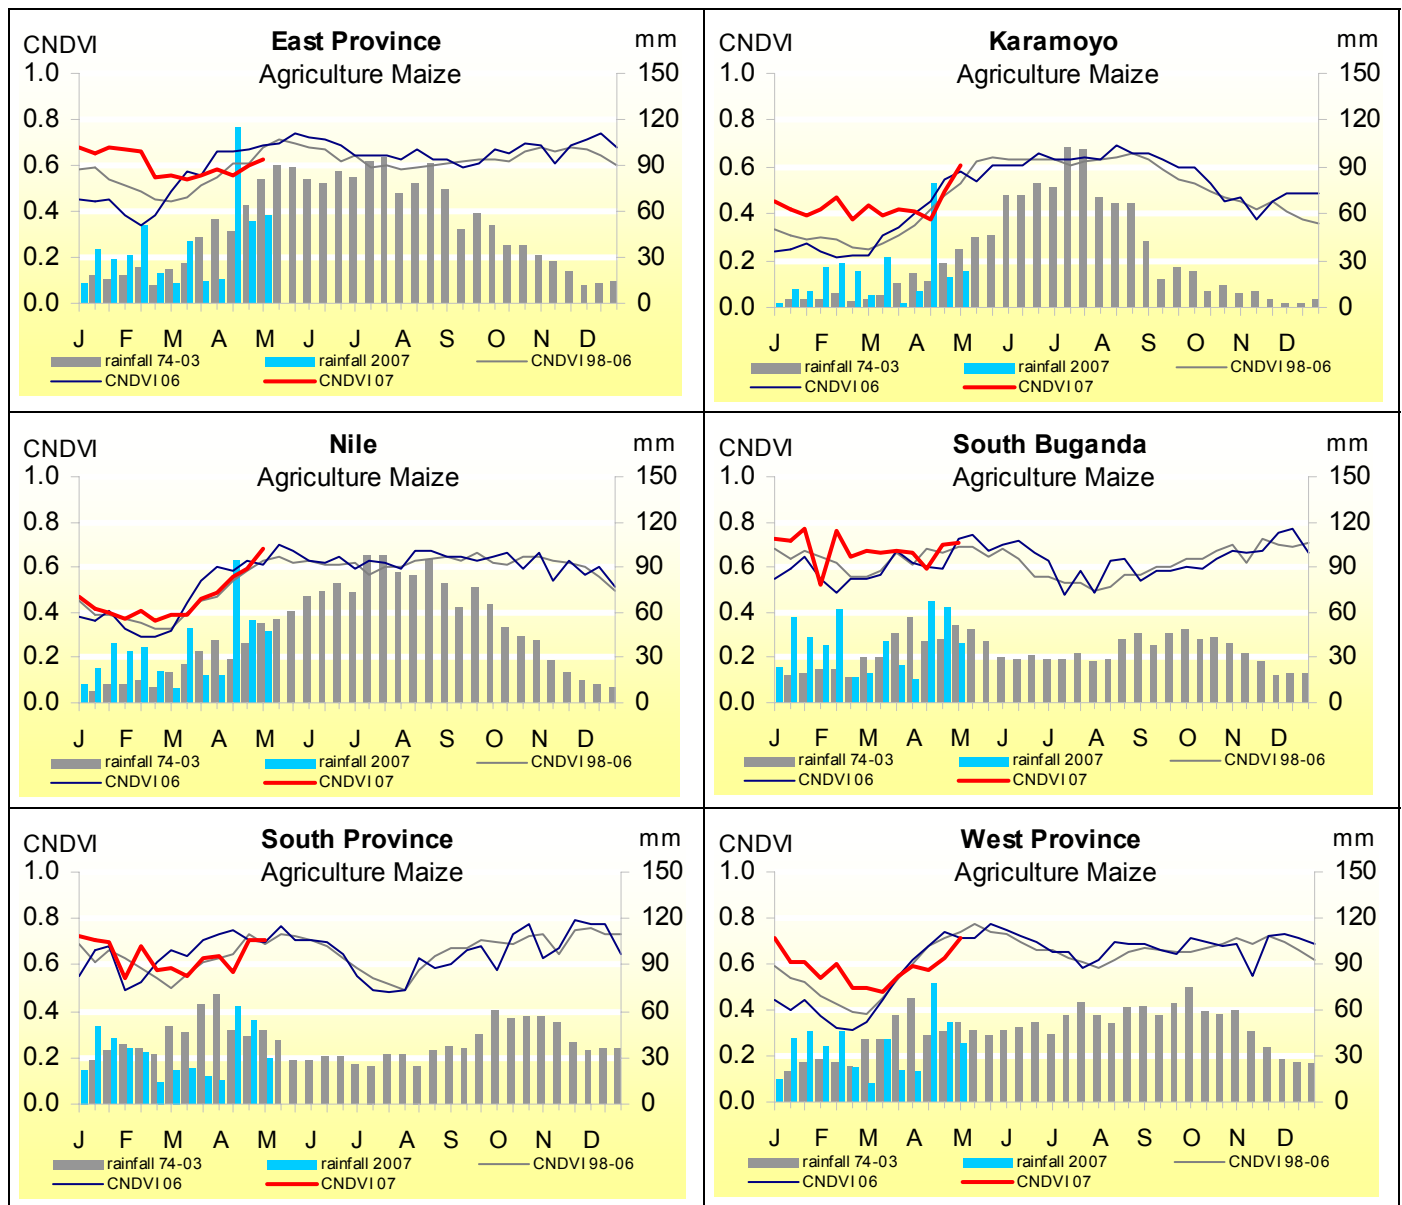 CNDVI East Province mm
Agriculture Maize
1.0 150
0.8 120
0.6 90
0.4 60
0.2 30
0.0 0
J F M A M J J A S O N D
rainfall 74-03 rainfall 2007 CNDVI 98-06
CNDVI 06 CNDVI 07
CNDVI Karamoyo mm
Agriculture Maize
1.0 150
0.8 120
0.6 90
0.4 60
0.2 30
0.0 0
J F M A M J J A S O N D
rainfall 74-03 rainfall 2007 CNDVI 98-06
CNDVI 06 CNDVI 07
CNDVI Nile mm
Agriculture Maize
1.0 150
0.8 120
0.6 90
0.4 60
0.2 30
0.0 0
J F M A M J J A S O N D
rainfall 74-03 rainfall 2007 CNDVI 98-06
CNDVI 06 CNDVI 07
CNDVI South Buganda mm
Agriculture Maize
1.0 150
0.8 120
0.6 90
0.4 60
0.2 30
0.0 0
J F M A M J J A S O N D
rainfall 74-03 rainfall 2007 CNDVI 98-06
CNDVI 06 CNDVI 07
CNDVI South Province mm
Agriculture Maize
1.0 150
0.8 120
0.6 90
0.4 60
0.2 30
0.0 0
J F M A M J J A S O N D
rainfall 74-03 rainfall 2007 CNDVI 98-06
CNDVI 06 CNDVI 07
CNDVI West Province mm
Agriculture Maize
1.0 150
0.8 120
0.6 90
0.4 60
0.2 30
0.0 0
J F M A M J J A S O N D
rainfall 74-03 rainfall 2007 CNDVI 98-06
CNDVI 06 CNDVI 07